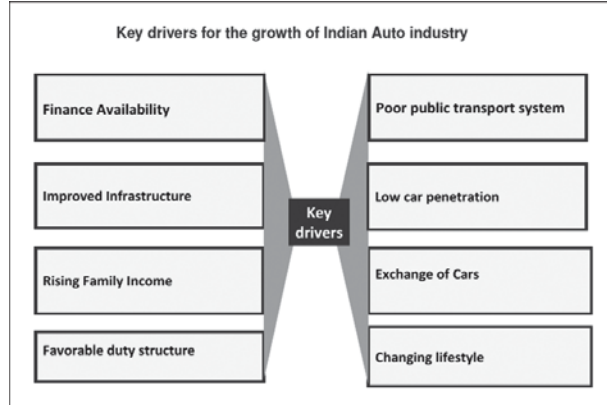 Key drivers for the growth of Indian Auto industry
Finance Availability
Improved Infrastructure
Rising Family Income
Favorable duty structure
Key
drivers
Poor public transport system
Low car penetration
Exchange of Cars
Changing lifestyle